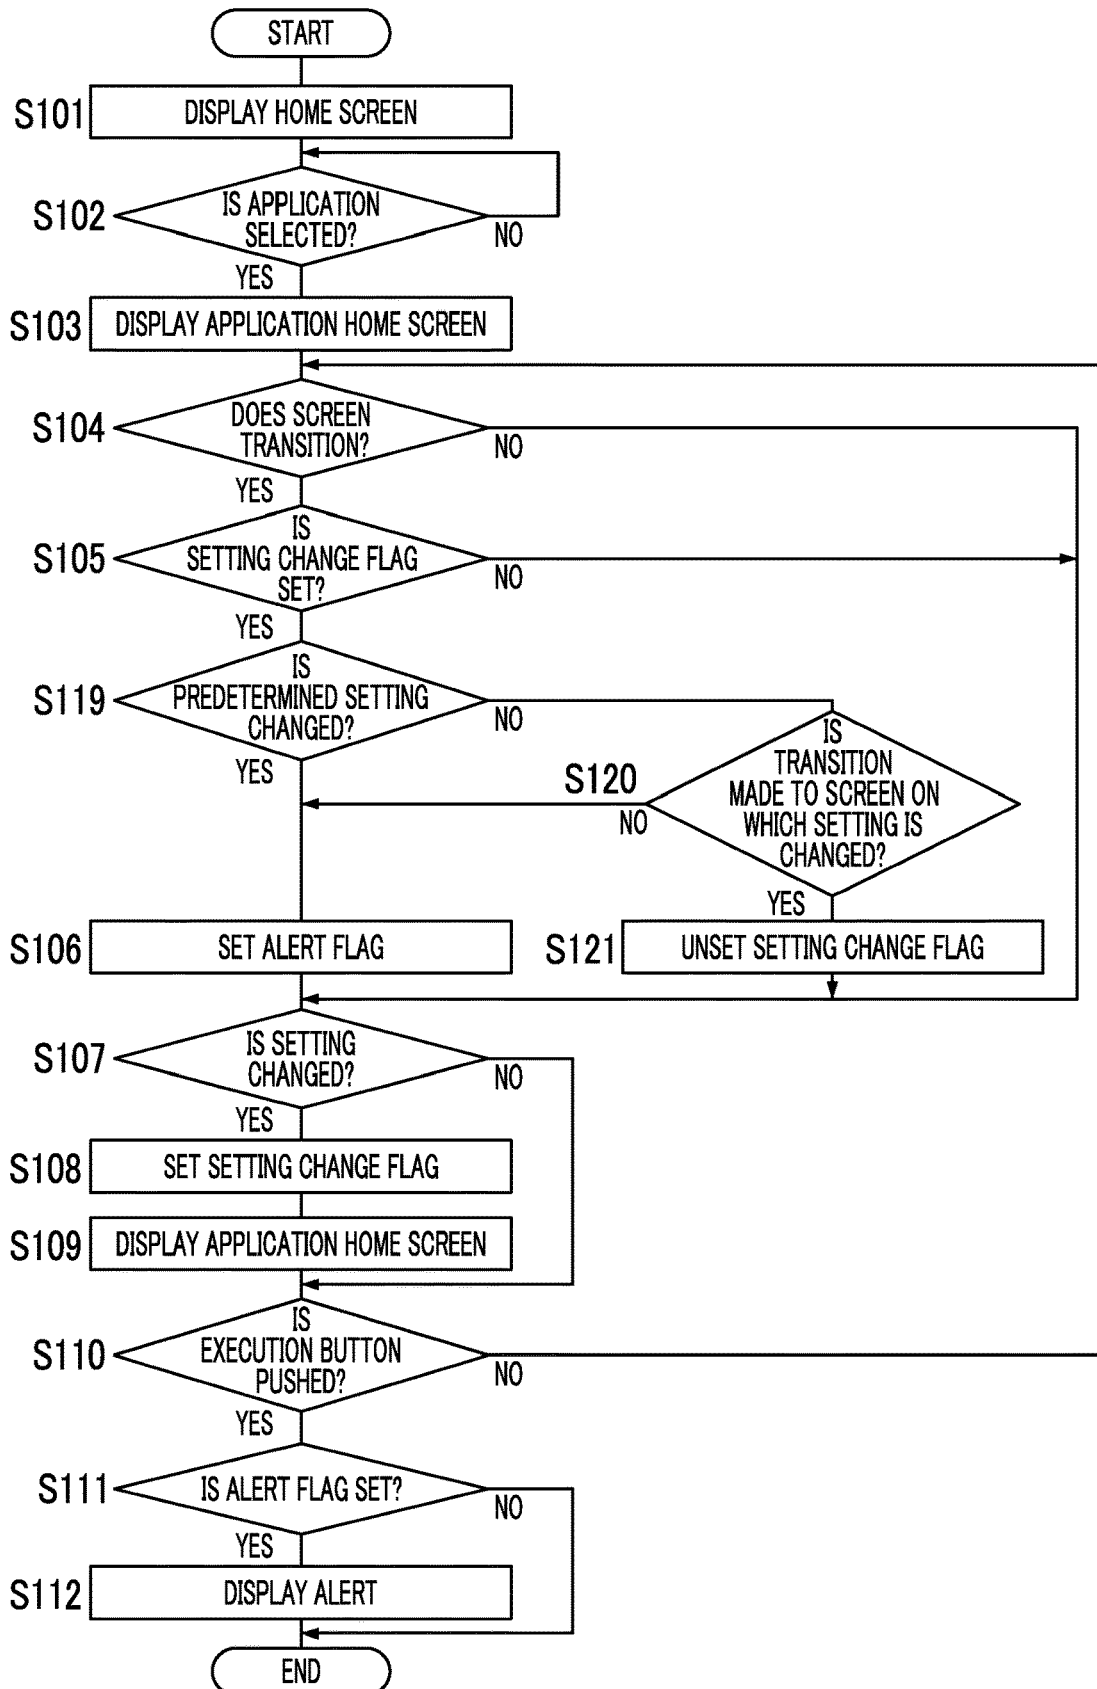 START
S101
DISPLAY HOME SCREEN
S102
IS APPLICATION
SELECTED?
NO
YES
S103
DISPLAY APPLICATION HOME SCREEN
S104
DOES SCREEN
TRANSITION?
NO
YES
S105
IS
SETTING CHANGE FLAG
SET?
NO
YES
S119
IS
PREDETERMINED SETTING
CHANGED?
NO
YES
S120
IS
TRANSITION
MADE TO SCREEN ON
WHICH SETTING IS
CHANGED?
NO
YES
S106
SET ALERT FLAG
S121
UNSET SETTING CHANGE FLAG
S107
IS SETTING
CHANGED?
NO
YES
S108
SET SETTING CHANGE FLAG
S109
DISPLAY APPLICATION HOME SCREEN
S110
IS
EXECUTION BUTTON
PUSHED?
NO
YES
S111
IS ALERT FLAG SET?
NO
YES
S112
DISPLAY ALERT
END